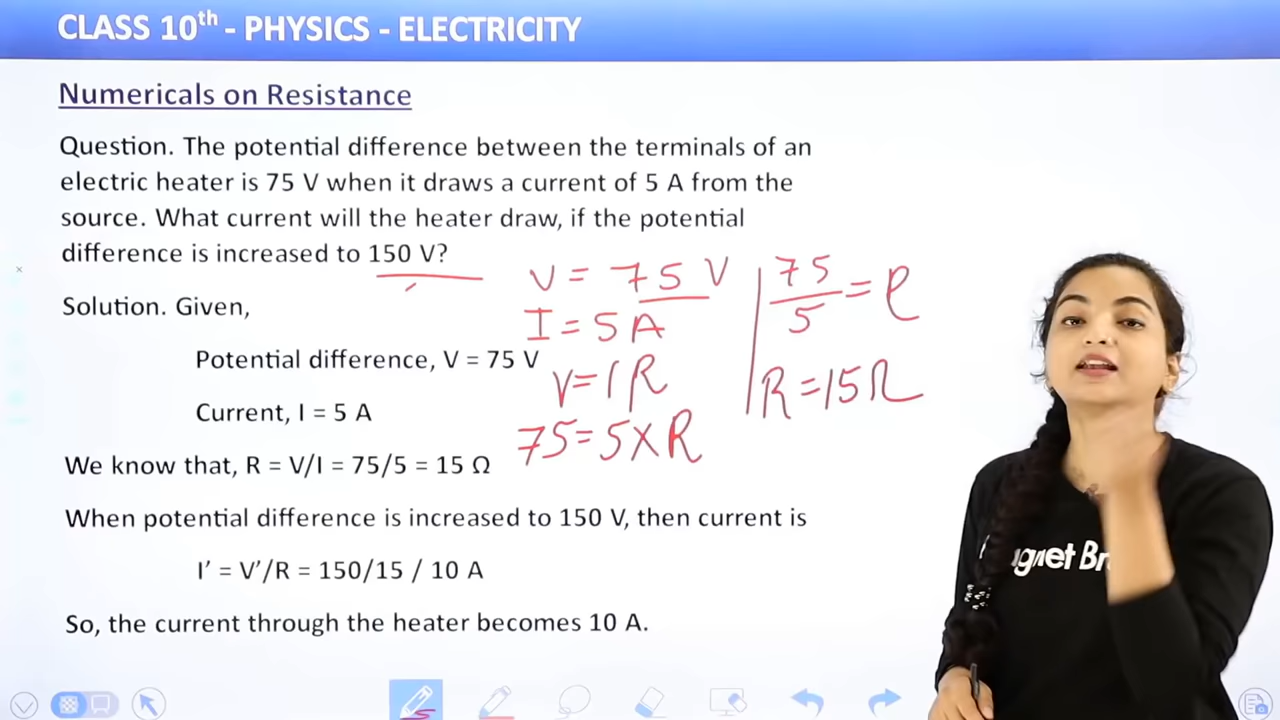 CLASS 10th - PHYSICS - ELECTRICITY
Numericals on Resistance
Question. The potential difference between the terminals of an
electric heater is 75 V when it draws a current of 5 A from the
source. What current will the heater draw, if the potential
difference is increased to 150 V?
Solution. Given,
Potential difference, V = 75 V
Current, I = 5 A
We know that, R = V/I = 75/5 = 15 Ω
When potential difference is increased to 150 V, then current is
I′ = V′/R = 150/15 / 10 A
So, the current through the heater becomes 10 A.
V = 75 V
I = 5 A
V = I R
75 = 5 X R
75/5 = R
R = 15 Ω